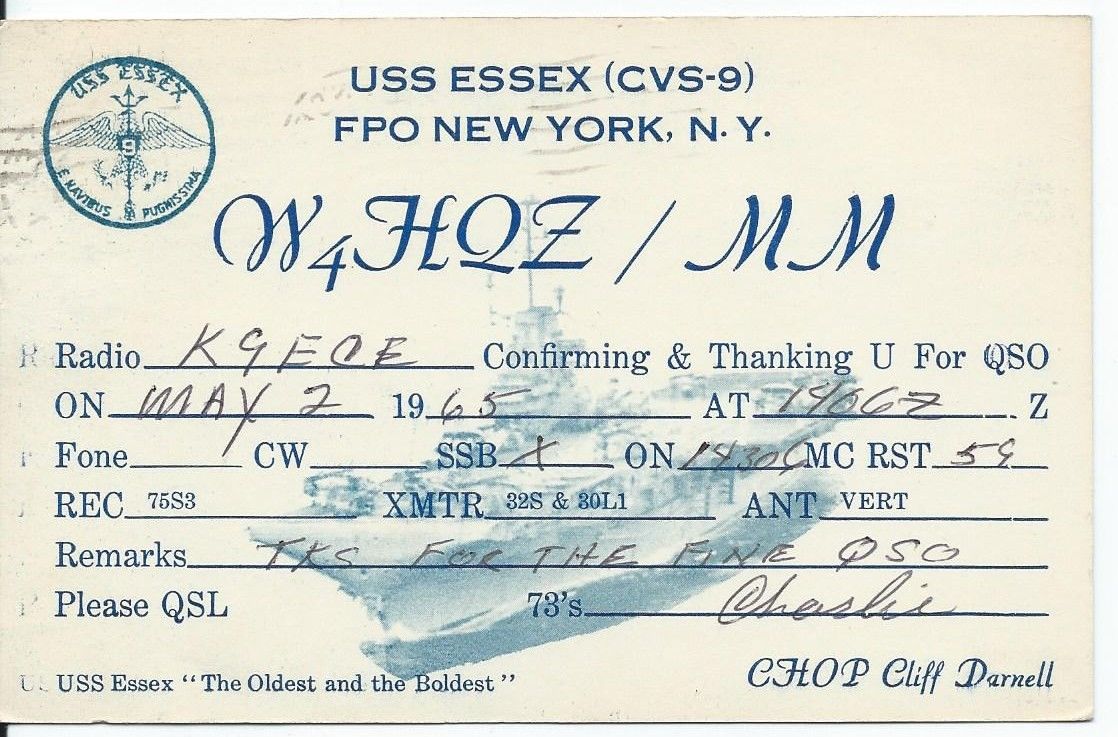 USS ESSEX
9
E NAVIBUS PUGNISSIMA
USS ESSEX (CVS-9)
FPO NEW YORK, N.Y.
W4HQZ / MM
Radio K9ECE Confirming & Thanking U For QSO
ON MAY 2 1965 AT 1406Z Z
Fone CW SSB X ON MC RST 59
REC 75S3 XMTR 32S & 30L1 ANT VERT
Remarks TKS FOR THE FINE QSO
Please QSL 73's Charlie
USS Essex "The Oldest and the Boldest"
CHOP Cliff Darnell